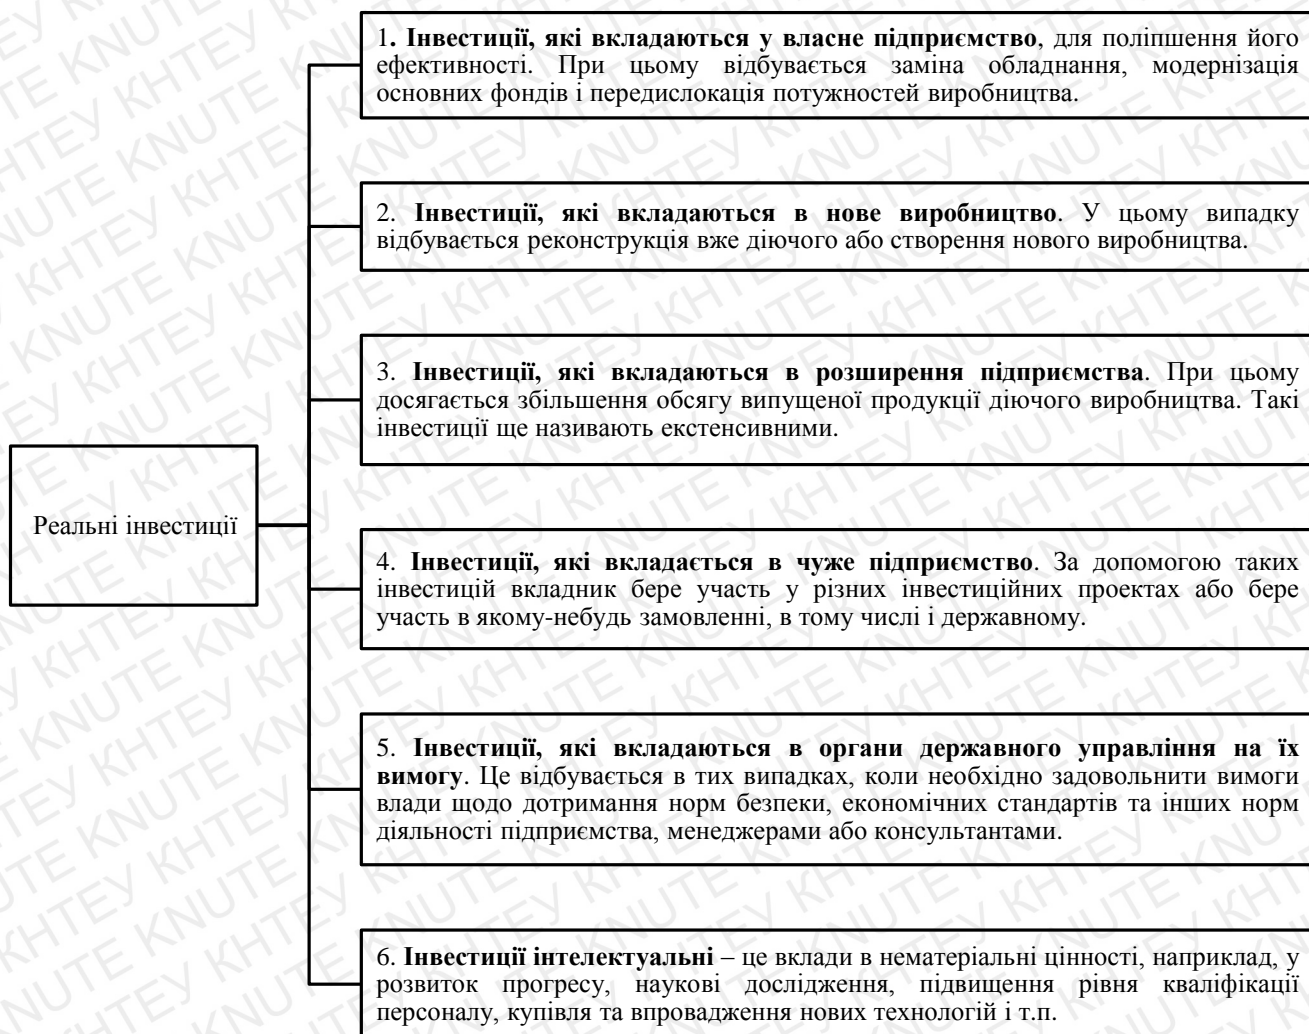 1. Інвестиції, які вкладаються у власне підприємство, для поліпшення його
ефективності. При цьому відбувається заміна обладнання, модернізація
основних фондів і передислокація потужностей виробництва.
2. Інвестиції, які вкладаються в нове виробництво. У цьому випадку
відбувається реконструкція вже діючого або створення нового виробництва.
3. Інвестиції, які вкладаються в розширення підприємства. При цьому
досягається збільшення обсягу випущеної продукції діючого виробництва. Такі
інвестиції ще називають екстенсивними.
Реальні інвестиції
4. Інвестиції, які вкладається в чуже підприємство. За допомогою таких
інвестицій вкладник бере участь у різних інвестиційних проектах або бере
участь в якому-небудь замовленні, в тому числі і державному.
5. Інвестиції, які вкладаються в органи державного управління на їх
вимогу. Це відбувається в тих випадках, коли необхідно задовольнити вимоги
влади щодо дотримання норм безпеки, економічних стандартів та інших норм
діяльності підприємства, менеджерами або консультантами.
6. Інвестиції інтелектуальні – це вклади в нематеріальні цінності, наприклад, у
розвиток прогресу, наукові дослідження, підвищення рівня кваліфікації
персоналу, купівля та впровадження нових технологій і т.п.